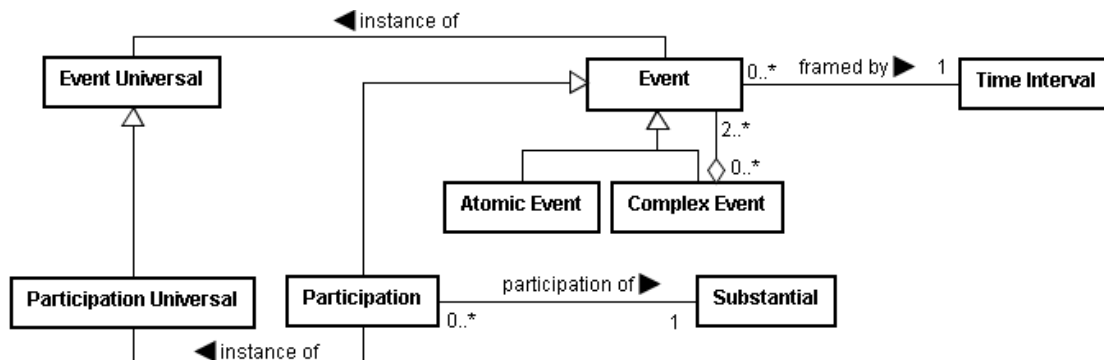 ◀ instance of
Event Universal
Event
0..*
framed by ▶
1
Time Interval
2..*
0..*
Atomic Event
Complex Event
Participation Universal
Participation
participation of ▶
Substantial
0..*
1
◀ instance of